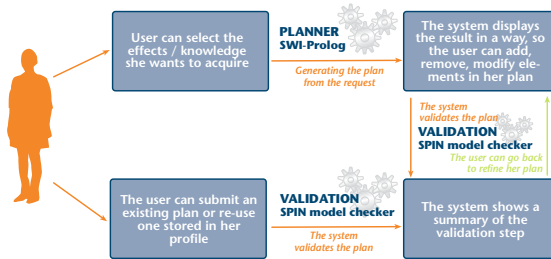 User can select the
effects / knowledge
she wants to acquire
PLANNER
SWI-Prolog
Generating the plan
from the request
The system displays
the result in a way, so
the user can add,
remove, modify ele-
ments in her plan
The system
validates the plan
VALIDATION
SPIN model checker
The user can go back
to refine her plan
The user can submit an
existing plan or re-use
one stored in her
profile
VALIDATION
SPIN model checker
The system
validates the plan
The system shows a
summary of the
validation step